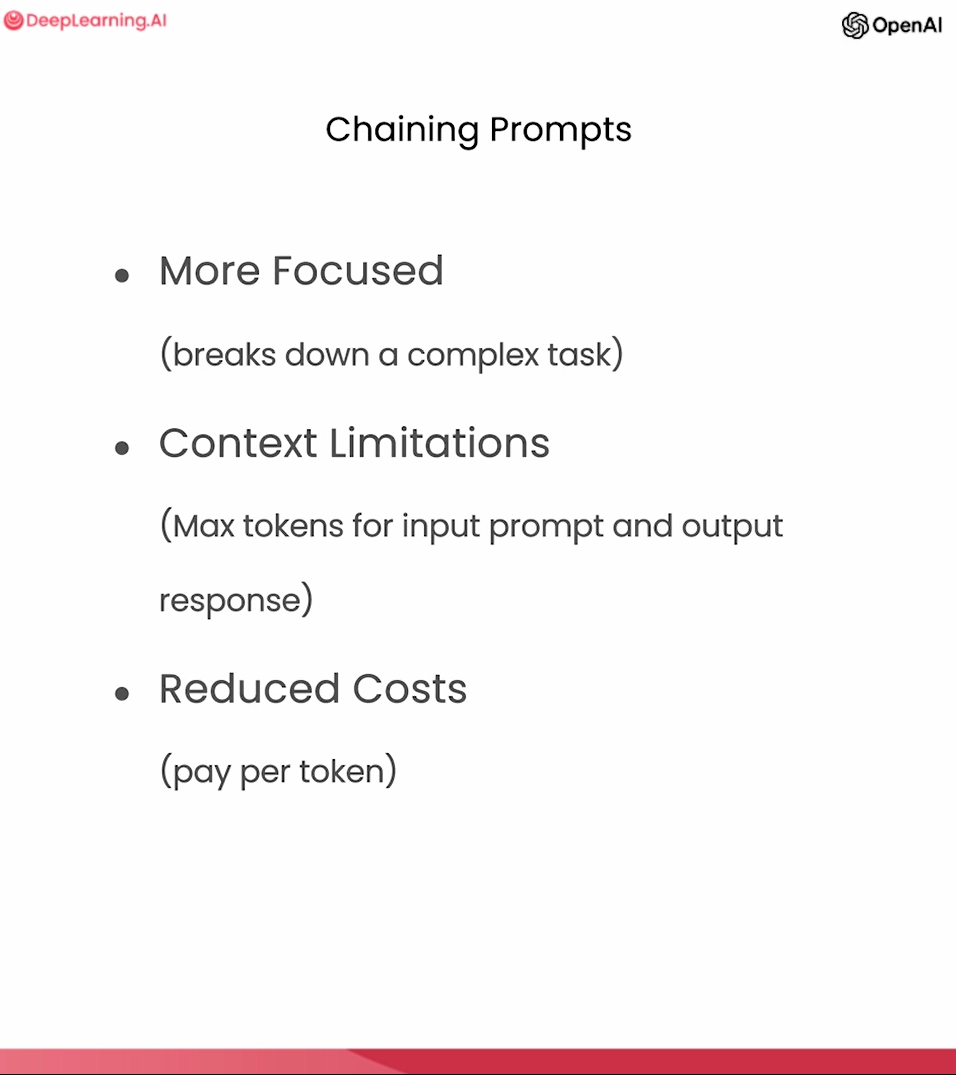 DeepLearning.AI
OpenAI
Chaining Prompts
• More Focused
(breaks down a complex task)
• Context Limitations
(Max tokens for input prompt and output
response)
• Reduced Costs
(pay per token)